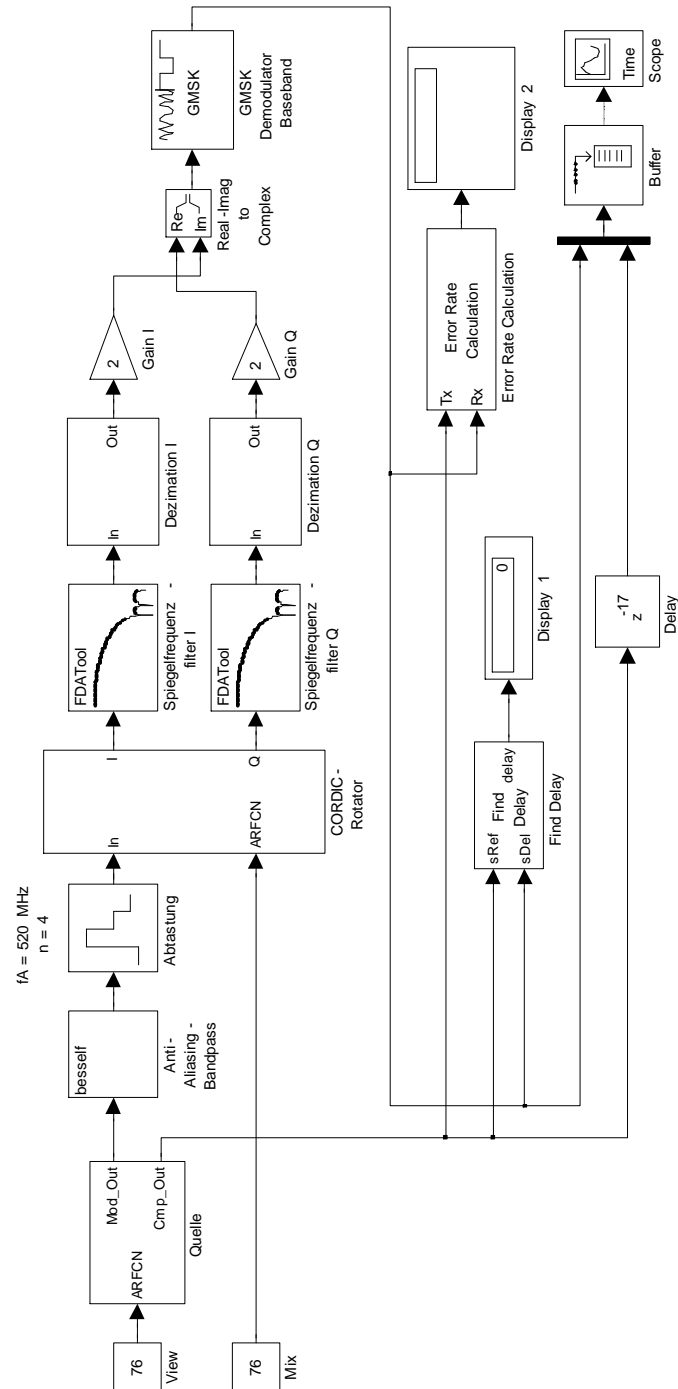 76
View
76
Mix
ARFCN
Mod_Out
Cmp_Out
Quelle
besself
Anti -
Aliasing -
Bandpass
fA = 520 MHz
n = 4
Abtastung
In
ARFCN
I
Q
CORDIC -
Rotator
FDATool
Spiegelfrequenz -
filter I
FDATool
Spiegelfrequenz -
filter Q
In
Out
Dezimation I
In
Out
Dezimation Q
2
Gain I
2
Gain Q
Re
Im
Real -Imag
to
Complex
GMSK
GMSK
Demodulator
Baseband
sRef
sDel
Find
Delay
delay
Find Delay
0
Display 1
Tx
Rx
Error Rate
Calculation
Error Rate Calculation
Display 2
z
-17
Delay
Buffer
Time
Scope